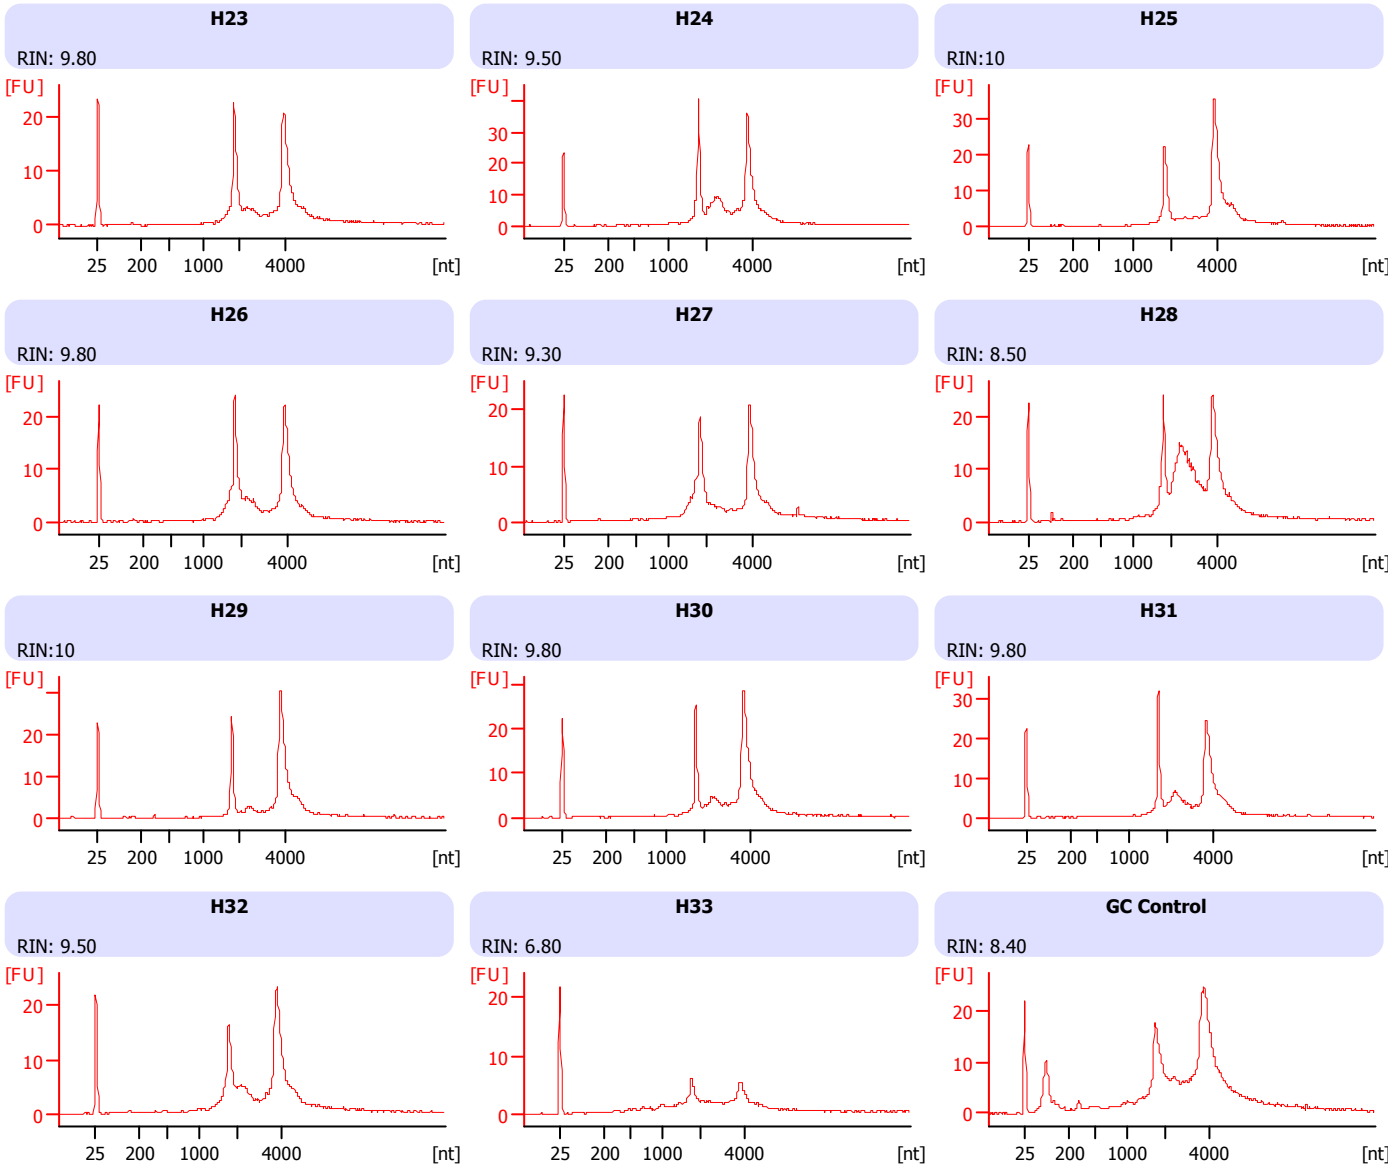 H23
RIN: 9.80
[FU]
20
10
0
25 200 1000 4000 [nt]
H24
RIN: 9.50
[FU]
30
20
10
0
25 200 1000 4000 [nt]
H25
RIN:10
[FU]
30
20
10
0
25 200 1000 4000 [nt]
H26
RIN: 9.80
[FU]
20
10
0
25 200 1000 4000 [nt]
H27
RIN: 9.30
[FU]
20
10
0
25 200 1000 4000 [nt]
H28
RIN: 8.50
[FU]
20
10
0
25 200 1000 4000 [nt]
H29
RIN:10
[FU]
20
10
0
25 200 1000 4000 [nt]
H30
RIN: 9.80
[FU]
20
10
0
25 200 1000 4000 [nt]
H31
RIN: 9.80
[FU]
30
20
10
0
25 200 1000 4000 [nt]
H32
RIN: 9.50
[FU]
20
10
0
25 200 1000 4000 [nt]
H33
RIN: 6.80
[FU]
20
10
0
25 200 1000 4000 [nt]
GC Control
RIN: 8.40
[FU]
20
10
0
25 200 1000 4000 [nt]